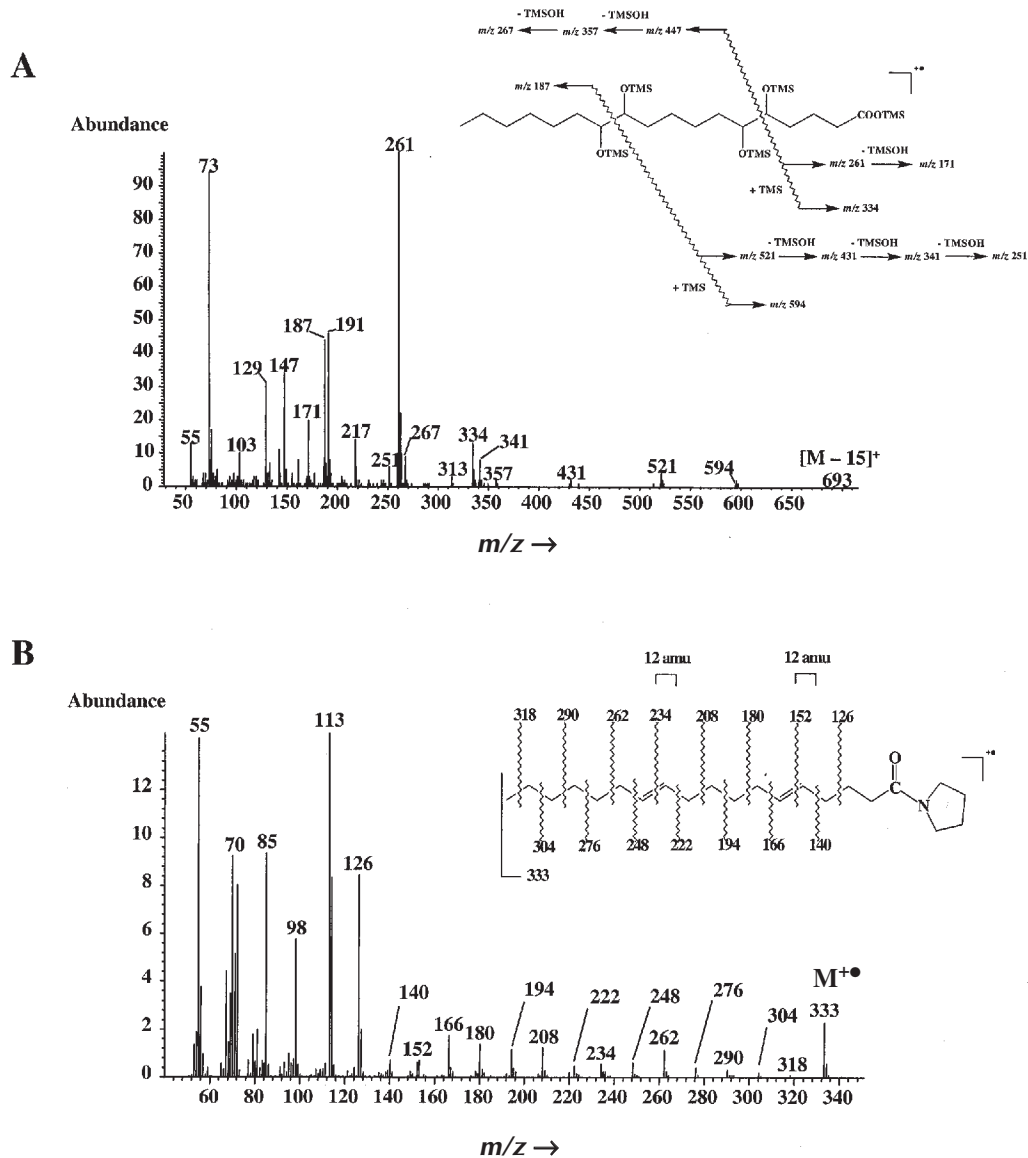 A
- TMSOH - TMSOH
m/z 267 m/z 357 m/z 447
m/z 187
OTMS OTMS
COOTMS
+•
OTMS OTMS
- TMSOH
m/z 261 m/z 171
+ TMS
m/z 334
- TMSOH - TMSOH - TMSOH
m/z 521 m/z 431 m/z 341 m/z 251
+ TMS
m/z 594
Abundance
90
80
70
60
50
40
30
20
10
0
73
261
187
191
129
147
171
55
103
217
251
267
313
334
341
357
431
521
594
[M – 15]+
693
50 100 150 200 250 300 350 400 450 500 550 600 650
m/z →
B
12 amu 12 amu
318 290 262 234 208 180 152 126
O
C
N
+•
304 276 248 222 194 166 140
333
Abundance
12
10
8
6
4
2
0
55
70
85
98
113
126
140
152
166
180
194
208
222
234
248
262
276
290
304
318
333
M+•
60 80 100 120 140 160 180 200 220 240 260 280 300 320 340
m/z →